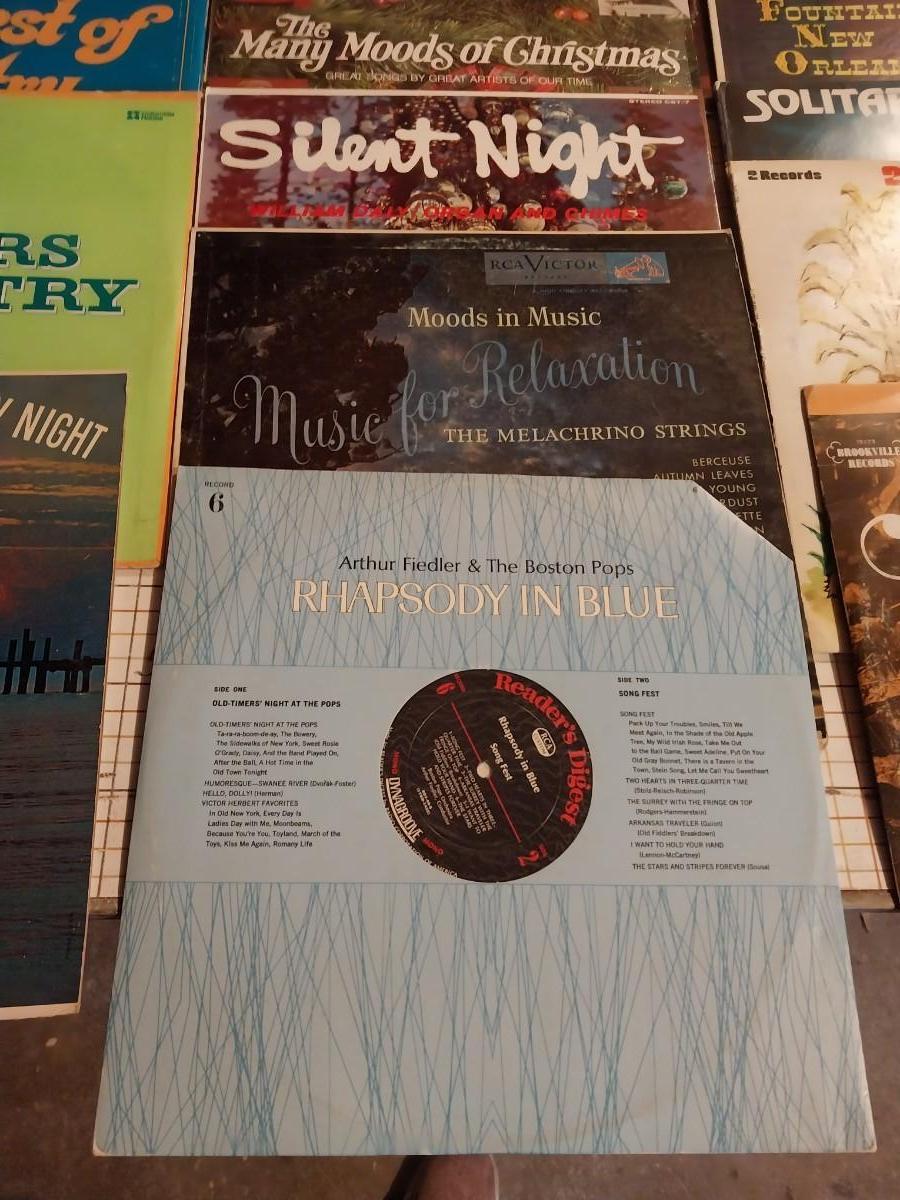 st of
The
Many Moods of Christmas
GREAT SONGS BY GREAT ARTISTS OF OUR TIME
FOUNTAI
NEW
ORLEAN
STEREO
Silent Night
WILLIAM DALY, ORGAN AND CHIMES
SOLITA
2 Records
2
RS
TRY
NIGHT
RCA VICTOR
Moods in Music
Music for Relaxation
THE MELACHRINO STRINGS
BERCEUSE
AUTUMN LEAVES
YOUNG
RDUST
ETTE
N
BROOKVILLE
RECORDS
RECORD
6
Arthur Fiedler & The Boston Pops
RHAPSODY IN BLUE
SIDE ONE
OLD-TIMERS' NIGHT AT THE POPS
OLD-TIMERS' NIGHT AT THE POPS
Ta-ra-ra-boom-de-ay, The Bowery,
The Sidewalks of New York, Sweet Rosie
O'Grady, Daisy, And the Band Played On,
After the Ball, A Hot Time in the
Old Town Tonight
HUMORESQUE—SWANEE RIVER (Dvořák-Foster)
HELLO, DOLLY! (Herman)
VICTOR HERBERT FAVORITES
In Old New York, Every Day Is
Ladies Day with Me, Moonbeams,
Because You're You, Toyland, March of the
Toys, Kiss Me Again, Romany Life
Reader's Digest
RCA
Rhapsody in Blue
Song Fest
6
2
MONO
DYNAGROOVE
MONO
SIDE TWO
SONG FEST
SONG FEST
Pack Up Your Troubles, Smiles, Till We
Meet Again, In the Shade of the Old Apple
Tree, My Wild Irish Rose, Take Me Out
to the Ball Game, Sweet Adeline, Put On Your
Old Gray Bonnet, There is a Tavern in the
Town, Stein Song, Let Me Call You Sweetheart
TWO HEARTS IN THREE-QUARTER TIME
(Stolz-Reisch-Robinson)
THE SURREY WITH THE FRINGE ON TOP
(Rodgers-Hammerstein)
ARKANSAS TRAVELER (Guion)
(Old Fiddlers' Breakdown)
I WANT TO HOLD YOUR HAND
(Lennon-McCartney)
THE STARS AND STRIPES FOREVER (Sousa)